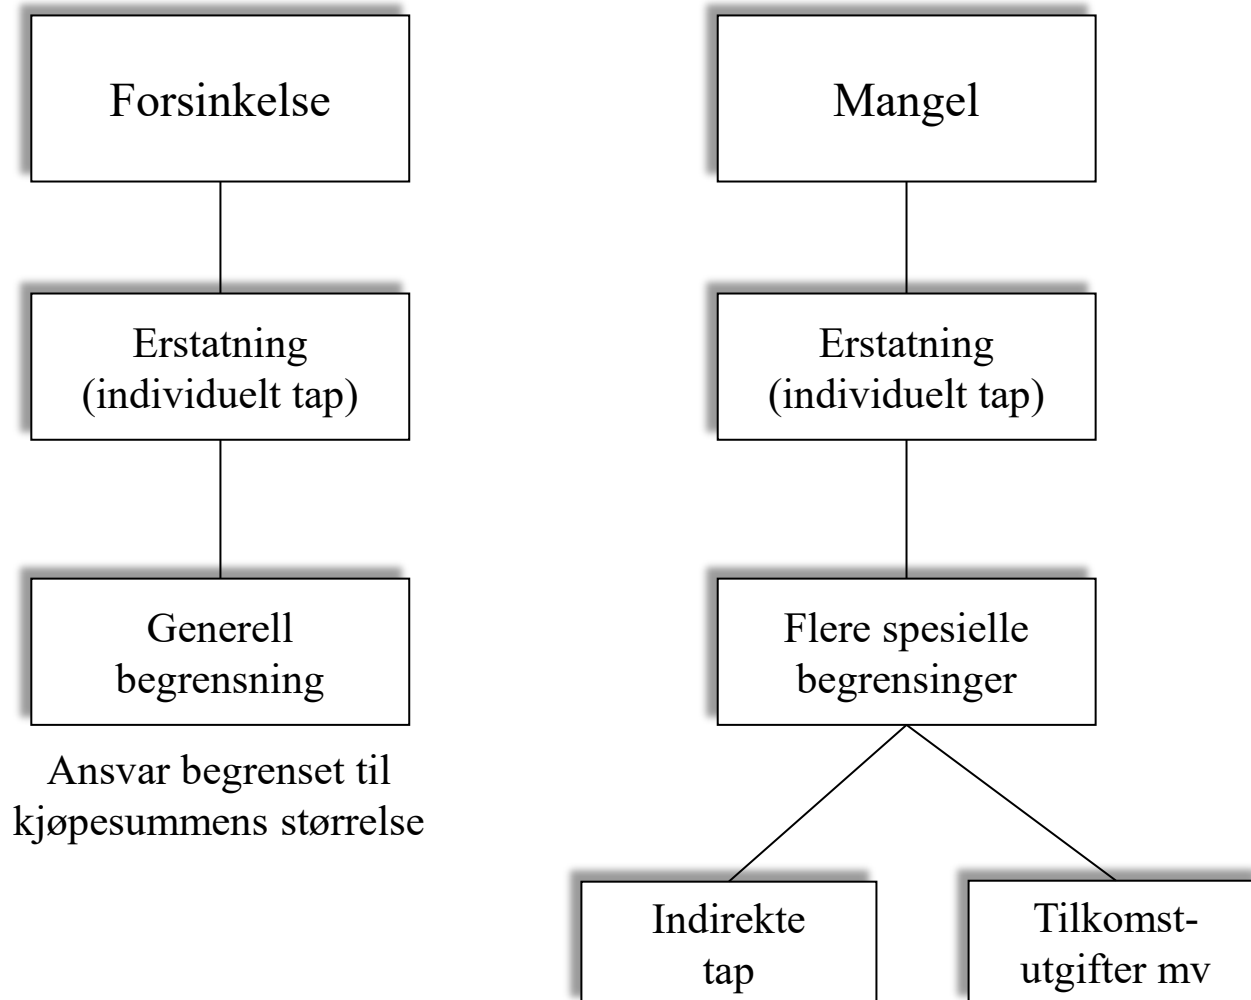 Forsinkelse
Mangel
Erstatning
(individuelt tap)
Erstatning
(individuelt tap)
Generell
begrensning
Flere spesielle
begrensinger
Ansvar begrenset til
kjøpesummens størrelse
Indirekte
tap
Tilkomst-
utgifter mv